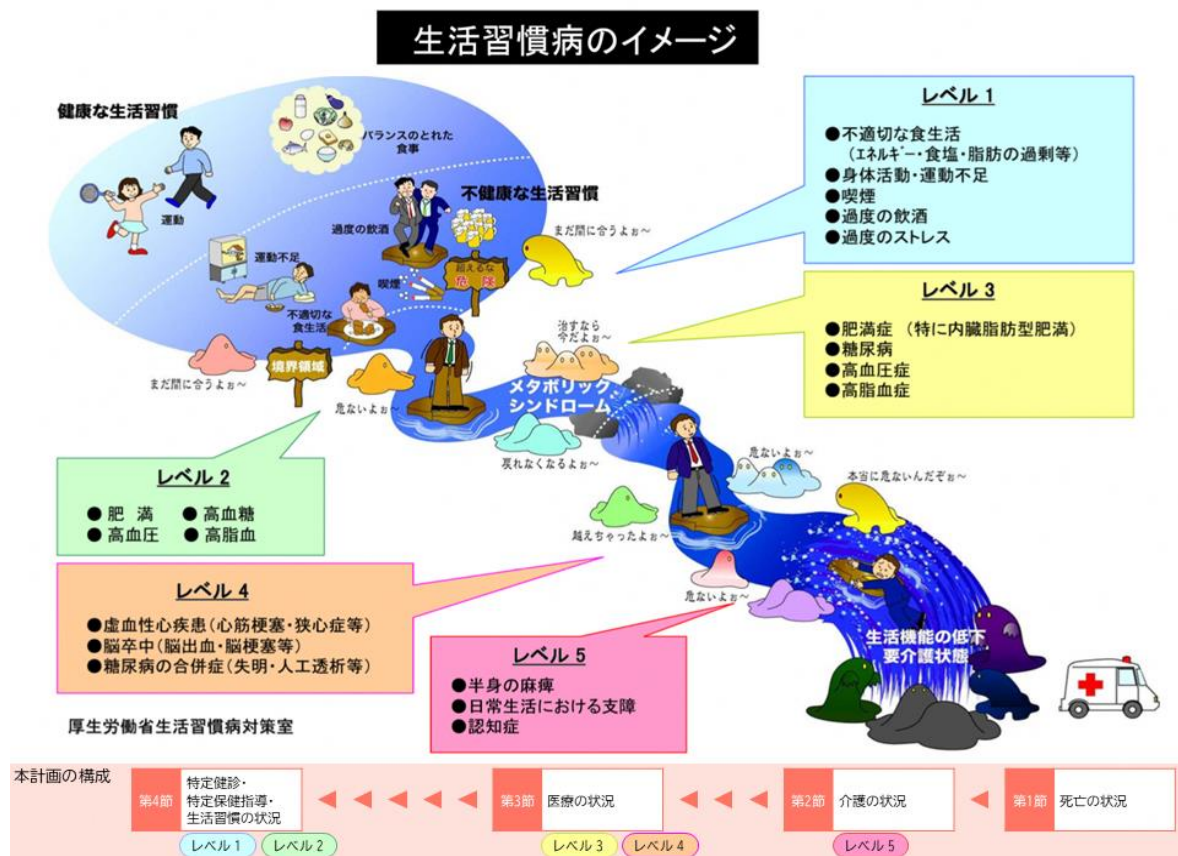 生活習慣病のイメージ
健康な生活習慣
バランスのとれた
食事
運動
不健康な生活習慣
過度の飲酒
運動不足
喫煙
超えるな
危険
不適切な
食生活
まだ間に合うよぉ～
境界領域
まだ間に合うよぉ～
危ないよぉ～
治すなら
今だよぉ～
メタボリック
シンドローム
戻れなくなるよぉ～
危ないよぉ～
本当に危ないんだぞぉ～
越えちゃったよぉ～
危ないよぉ～
生活機能の低下
要介護状態
レベル 1
●不適切な食生活
（ｴﾈﾙｷﾞｰ・食塩・脂肪の過剰等）
●身体活動・運動不足
●喫煙
●過度の飲酒
●過度のストレス
レベル 3
●肥満症 （特に内臓脂肪型肥満）
●糖尿病
●高血圧症
●高脂血症
レベル 2
● 肥 満 ● 高血糖
● 高血圧 ● 高脂血
レベル 4
●虚血性心疾患（心筋梗塞・狭心症等）
●脳卒中（脳出血・脳梗塞等）
●糖尿病の合併症（失明・人工透析等）
レベル 5
●半身の麻痺
●日常生活における支障
●認知症
厚生労働省生活習慣病対策室
本計画の構成
第4節 特定健診・
特定保健指導・
生活習慣の状況
レベル 1 レベル 2
第3節 医療の状況
レベル 3 レベル 4
第2節 介護の状況
レベル 5
第1節 死亡の状況